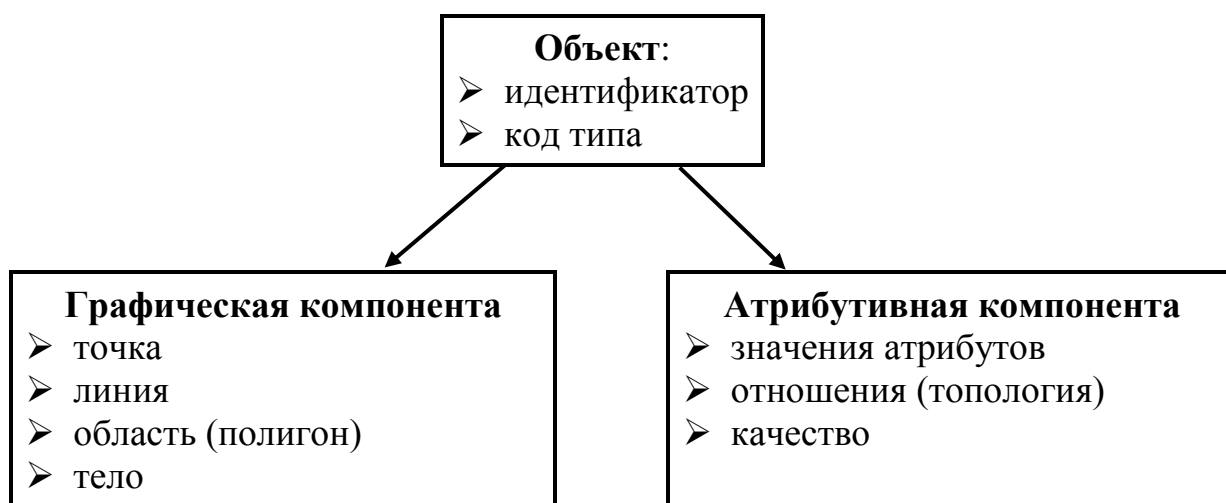 Объект:
➢ идентификатор
➢ код типа
Графическая компонента
➢ точка
➢ линия
➢ область (полигон)
➢ тело
Атрибутивная компонента
➢ значения атрибутов
➢ отношения (топология)
➢ качество